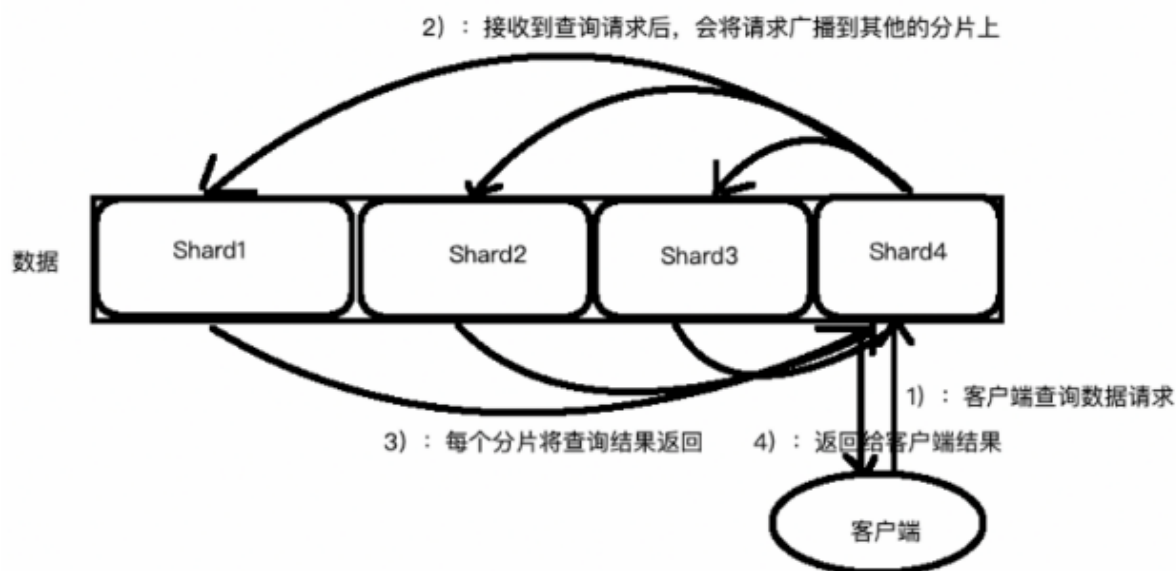 2）：接收到查询请求后，会将请求广播到其他的分片上
数据
Shard1
Shard2
Shard3
Shard4
1）：客户端查询数据请求
3）：每个分片将查询结果返回
4）：返回给客户端结果
客户端